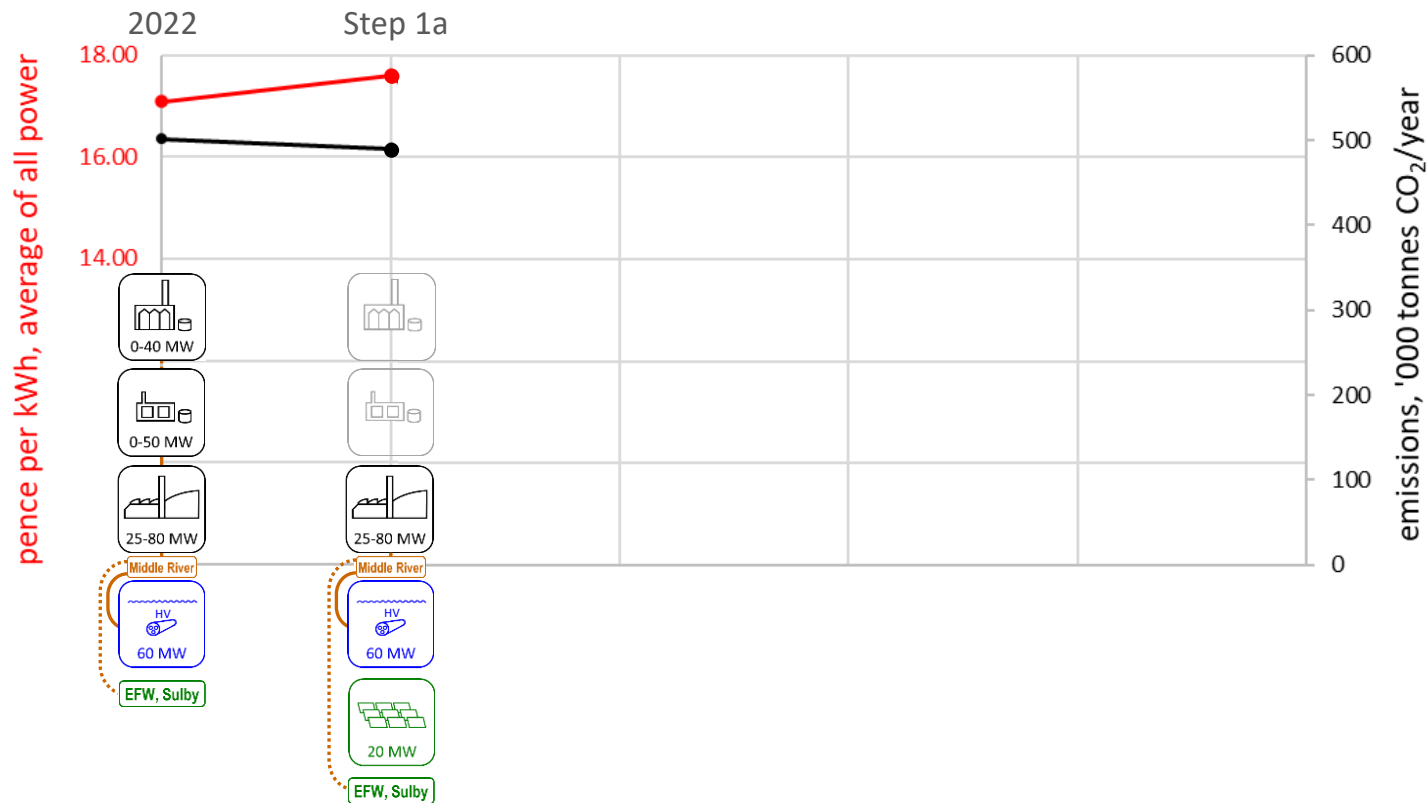 2022
Step 1a
pence per kWh, average of all power
18.00
16.00
14.00
600
500
400
300
200
100
0
emissions, '000 tonnes CO₂/year
0-40 MW
0-50 MW
25-80 MW
25-80 MW
Middle River
Middle River
HV
60 MW
HV
60 MW
EFW, Sulby
20 MW
EFW, Sulby